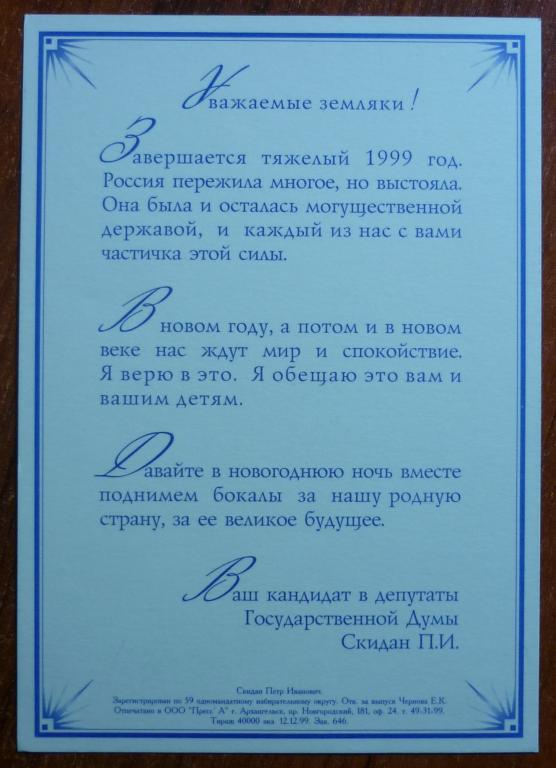 Уважаемые земляки!
Завершается тяжелый 1999 год.
Россия пережила многое, но выстояла.
Она была и осталась могущественной
державой, и каждый из нас с вами
частичка этой силы.
В новом году, а потом и в новом
веке нас ждут мир и спокойствие.
Я верю в это. Я обещаю это вам и
вашим детям.
Давайте в новогоднюю ночь вместе
поднимем бокалы за нашу родную
страну, за ее великое будущее.
Ваш кандидат в депутаты
Государственной Думы
Скидан П.И.
Скидан Петр Иванович.
Зарегистрирован по 59 одномандатному избирательному округу. Отв. за выпуск Чернова Е.К.
Отпечатано в ООО "Пресс А" г. Архангельск, пр. Новгородский, 181, оф. 24. т. 49-31-99.
Тираж 40000 экз. 12.12.99. Зак. 646.